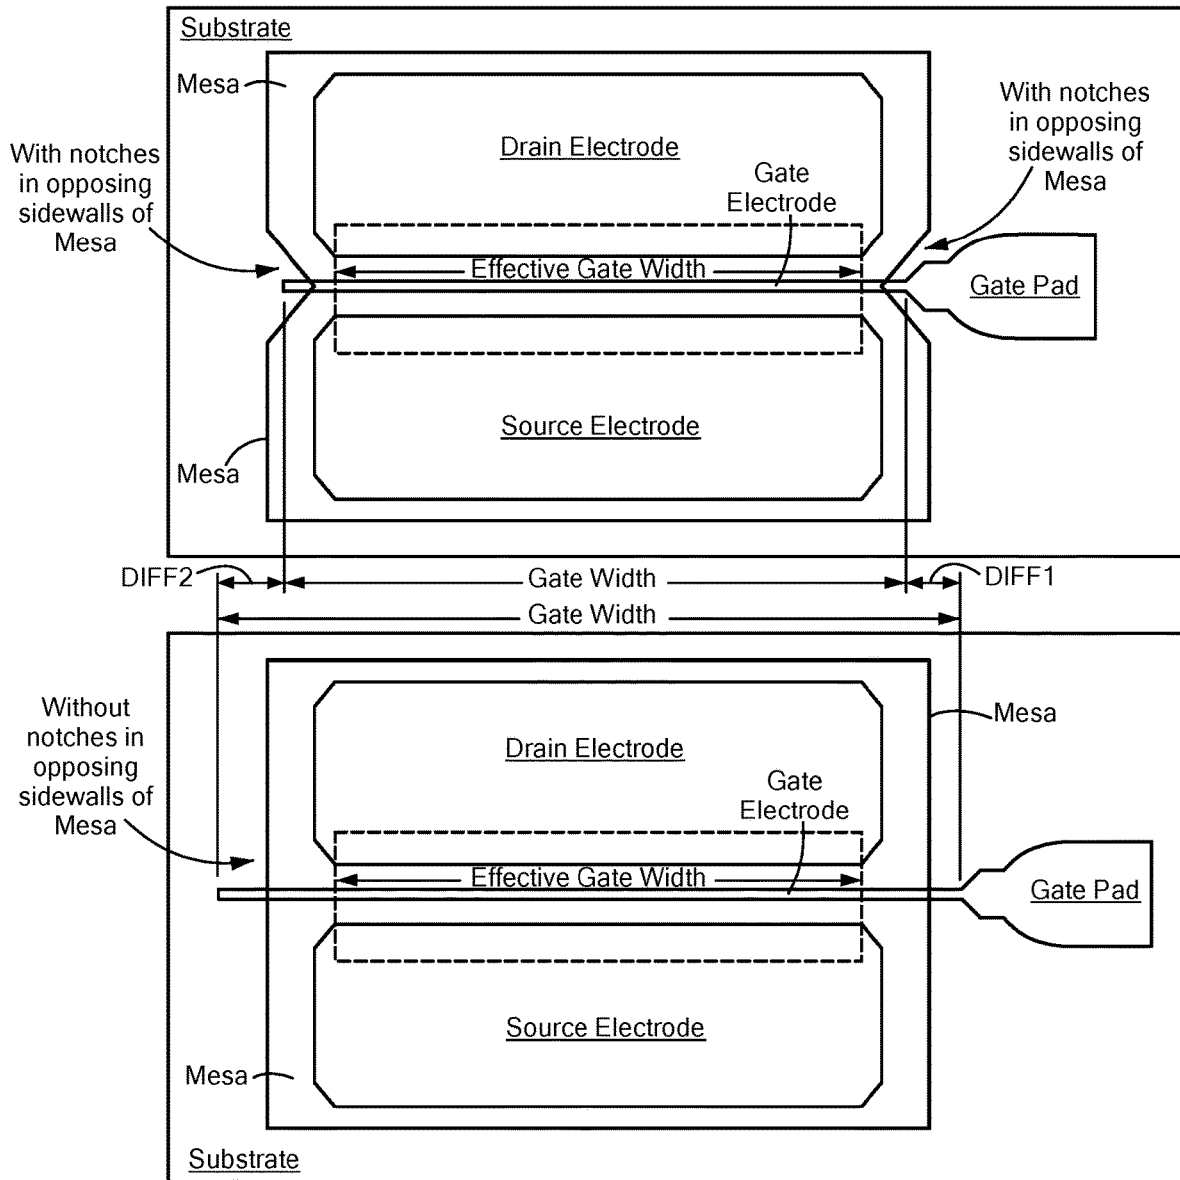 Substrate
Mesa
With notches
in opposing
sidewalls of
Mesa
With notches
in opposing
sidewalls of
Mesa
Drain Electrode
Gate
Electrode
Effective Gate Width
Gate Pad
Source Electrode
Mesa
DIFF2
Gate Width
DIFF1
Gate Width
Without
notches in
opposing
sidewalls of
Mesa
Mesa
Drain Electrode
Gate
Electrode
Effective Gate Width
Gate Pad
Source Electrode
Mesa
Substrate